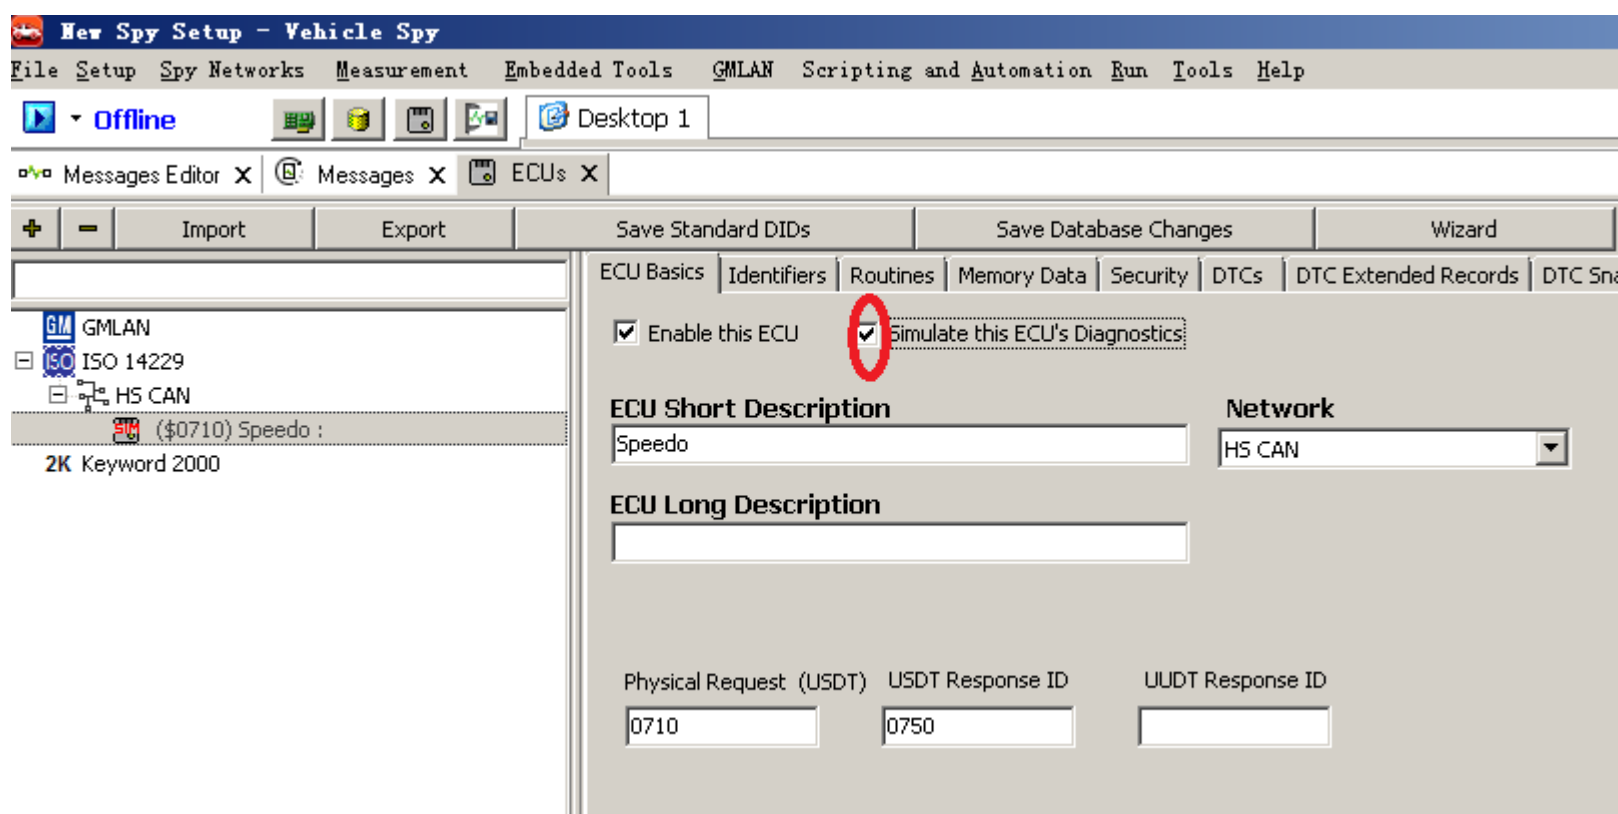 New Spy Setup - Vehicle Spy
File Setup Spy Networks Measurement Embedded Tools GMLAN Scripting and Automation Run Tools Help
Offline Desktop 1
Messages Editor X Messages X ECUs X
+ - Import Export Save Standard DIDs Save Database Changes Wizard
ECU Basics Identifiers Routines Memory Data Security DTCs DTC Extended Records DTC Sna
GM GMLAN
Enable this ECU Simulate this ECU's Diagnostics
ISO ISO 14229
HS CAN
SIM ($0710) Speedo :
2K Keyword 2000
ECU Short Description Network
Speedo HS CAN
ECU Long Description
Physical Request (USDT) USDT Response ID UUDT Response ID
0710 0750